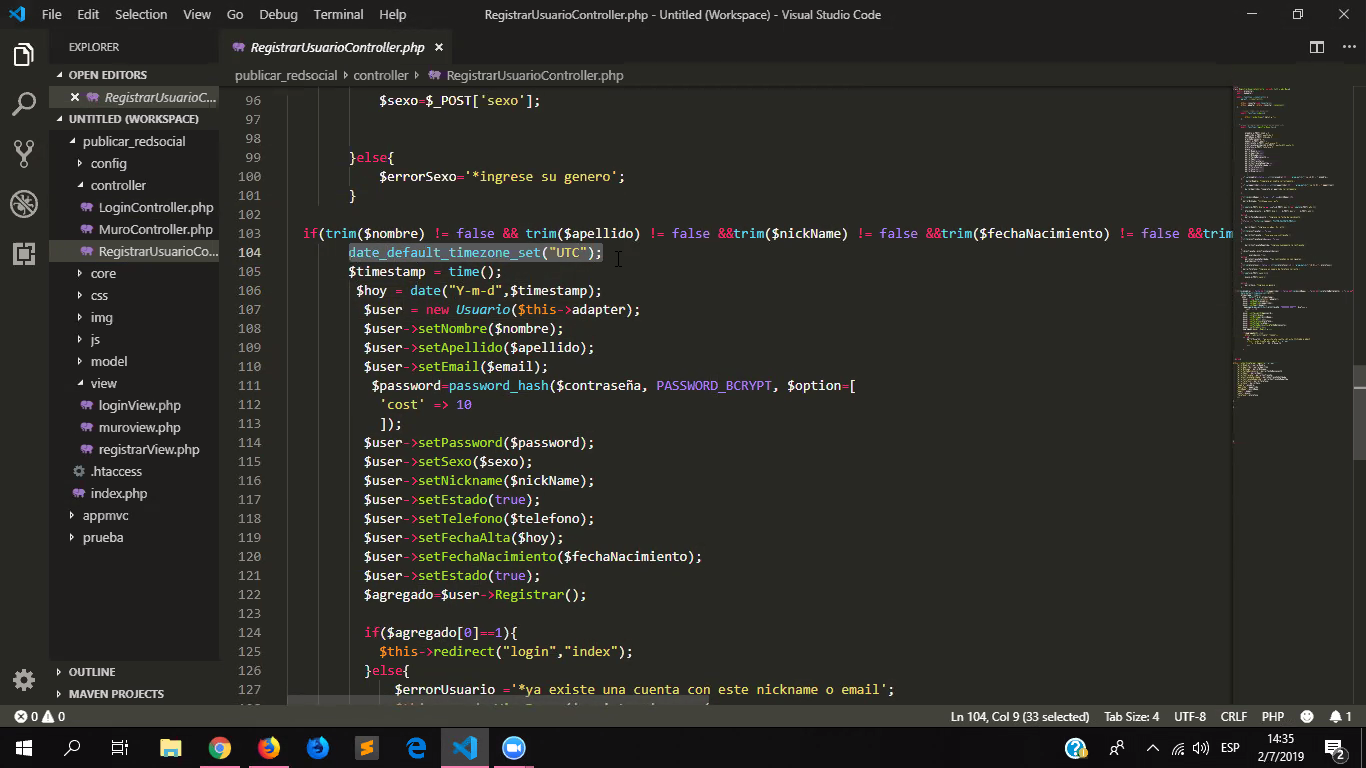 File Edit Selection View Go Debug Terminal Help
RegistrarUsuarioController.php - Untitled (Workspace) - Visual Studio Code
EXPLORER
OPEN EDITORS
RegistrarUsuarioC...
UNTITLED (WORKSPACE)
publicar_redsocial
config
controller
LoginController.php
MuroController.php
RegistrarUsuarioCo...
core
css
img
js
model
view
loginView.php
muroview.php
registrarView.php
.htaccess
index.php
appmvc
prueba
OUTLINE
MAVEN PROJECTS
RegistrarUsuarioController.php
publicar_redsocial controller RegistrarUsuarioController.php
96 $sexo=$_POST['sexo'];
97
98
99 }else{
100 $errorSexo='*ingrese su genero';
101 }
102
103 if(trim($nombre) != false && trim($apellido) != false &&trim($nickName) != false &&trim($fechaNacimiento) != false &&trim
104 date_default_timezone_set("UTC");
105 $timestamp = time();
106 $hoy = date("Y-m-d",$timestamp);
107 $user = new Usuario($this->adapter);
108 $user->setNombre($nombre);
109 $user->setApellido($apellido);
110 $user->setEmail($email);
111 $password=password_hash($contraseña, PASSWORD_BCRYPT, $option=[
112 'cost' => 10
113 ]);
114 $user->setPassword($password);
115 $user->setSexo($sexo);
116 $user->setNickname($nickName);
117 $user->setEstado(true);
118 $user->setTelefono($telefono);
119 $user->setFechaAlta($hoy);
120 $user->setFechaNacimiento($fechaNacimiento);
121 $user->setEstado(true);
122 $agregado=$user->Registrar();
123
124 if($agregado[0]==1){
125 $this->redirect("login","index");
126 }else{
127 $errorUsuario ='*ya existe una cuenta con este nickname o email';
0 0
Ln 104, Col 9 (33 selected) Tab Size: 4 UTF-8 CRLF PHP 1
ESP
14:35
2/7/2019
2